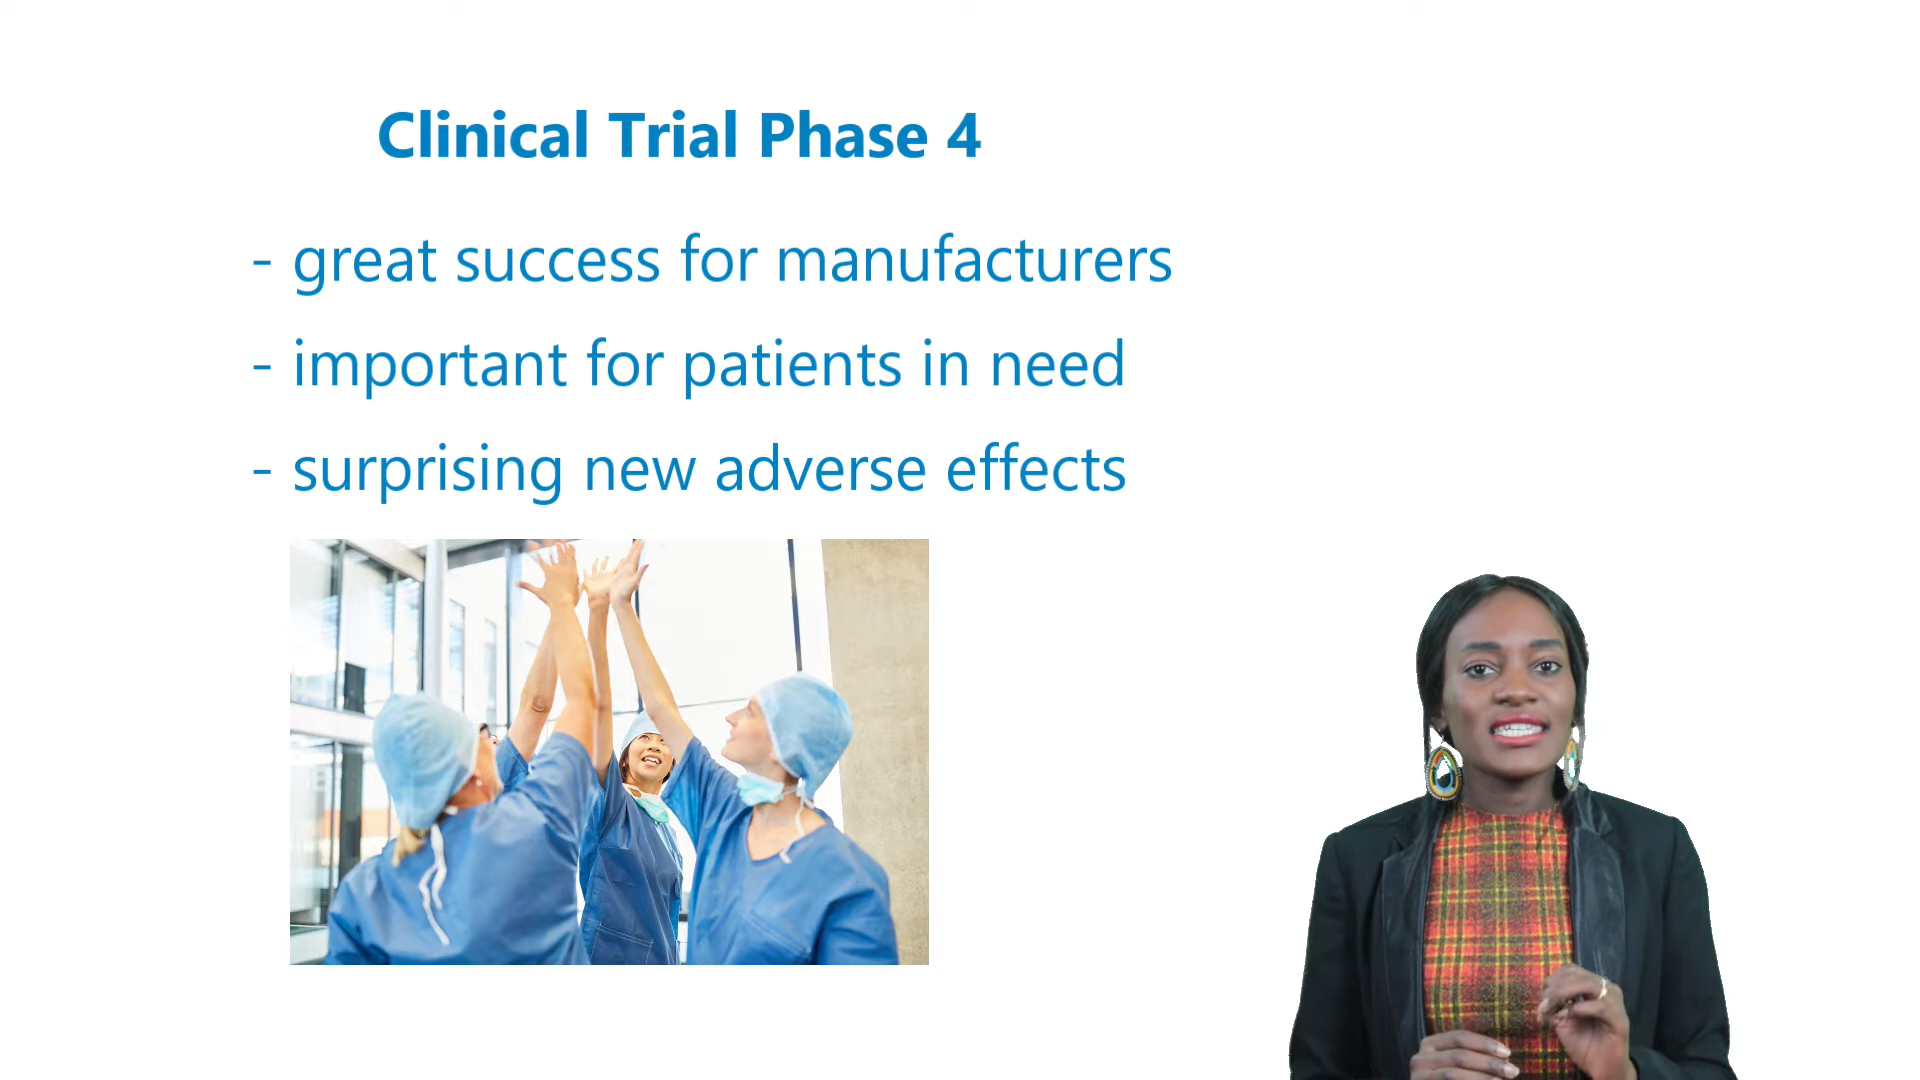 Clinical Trial Phase 4
- great success for manufacturers
- important for patients in need
- surprising new adverse effects